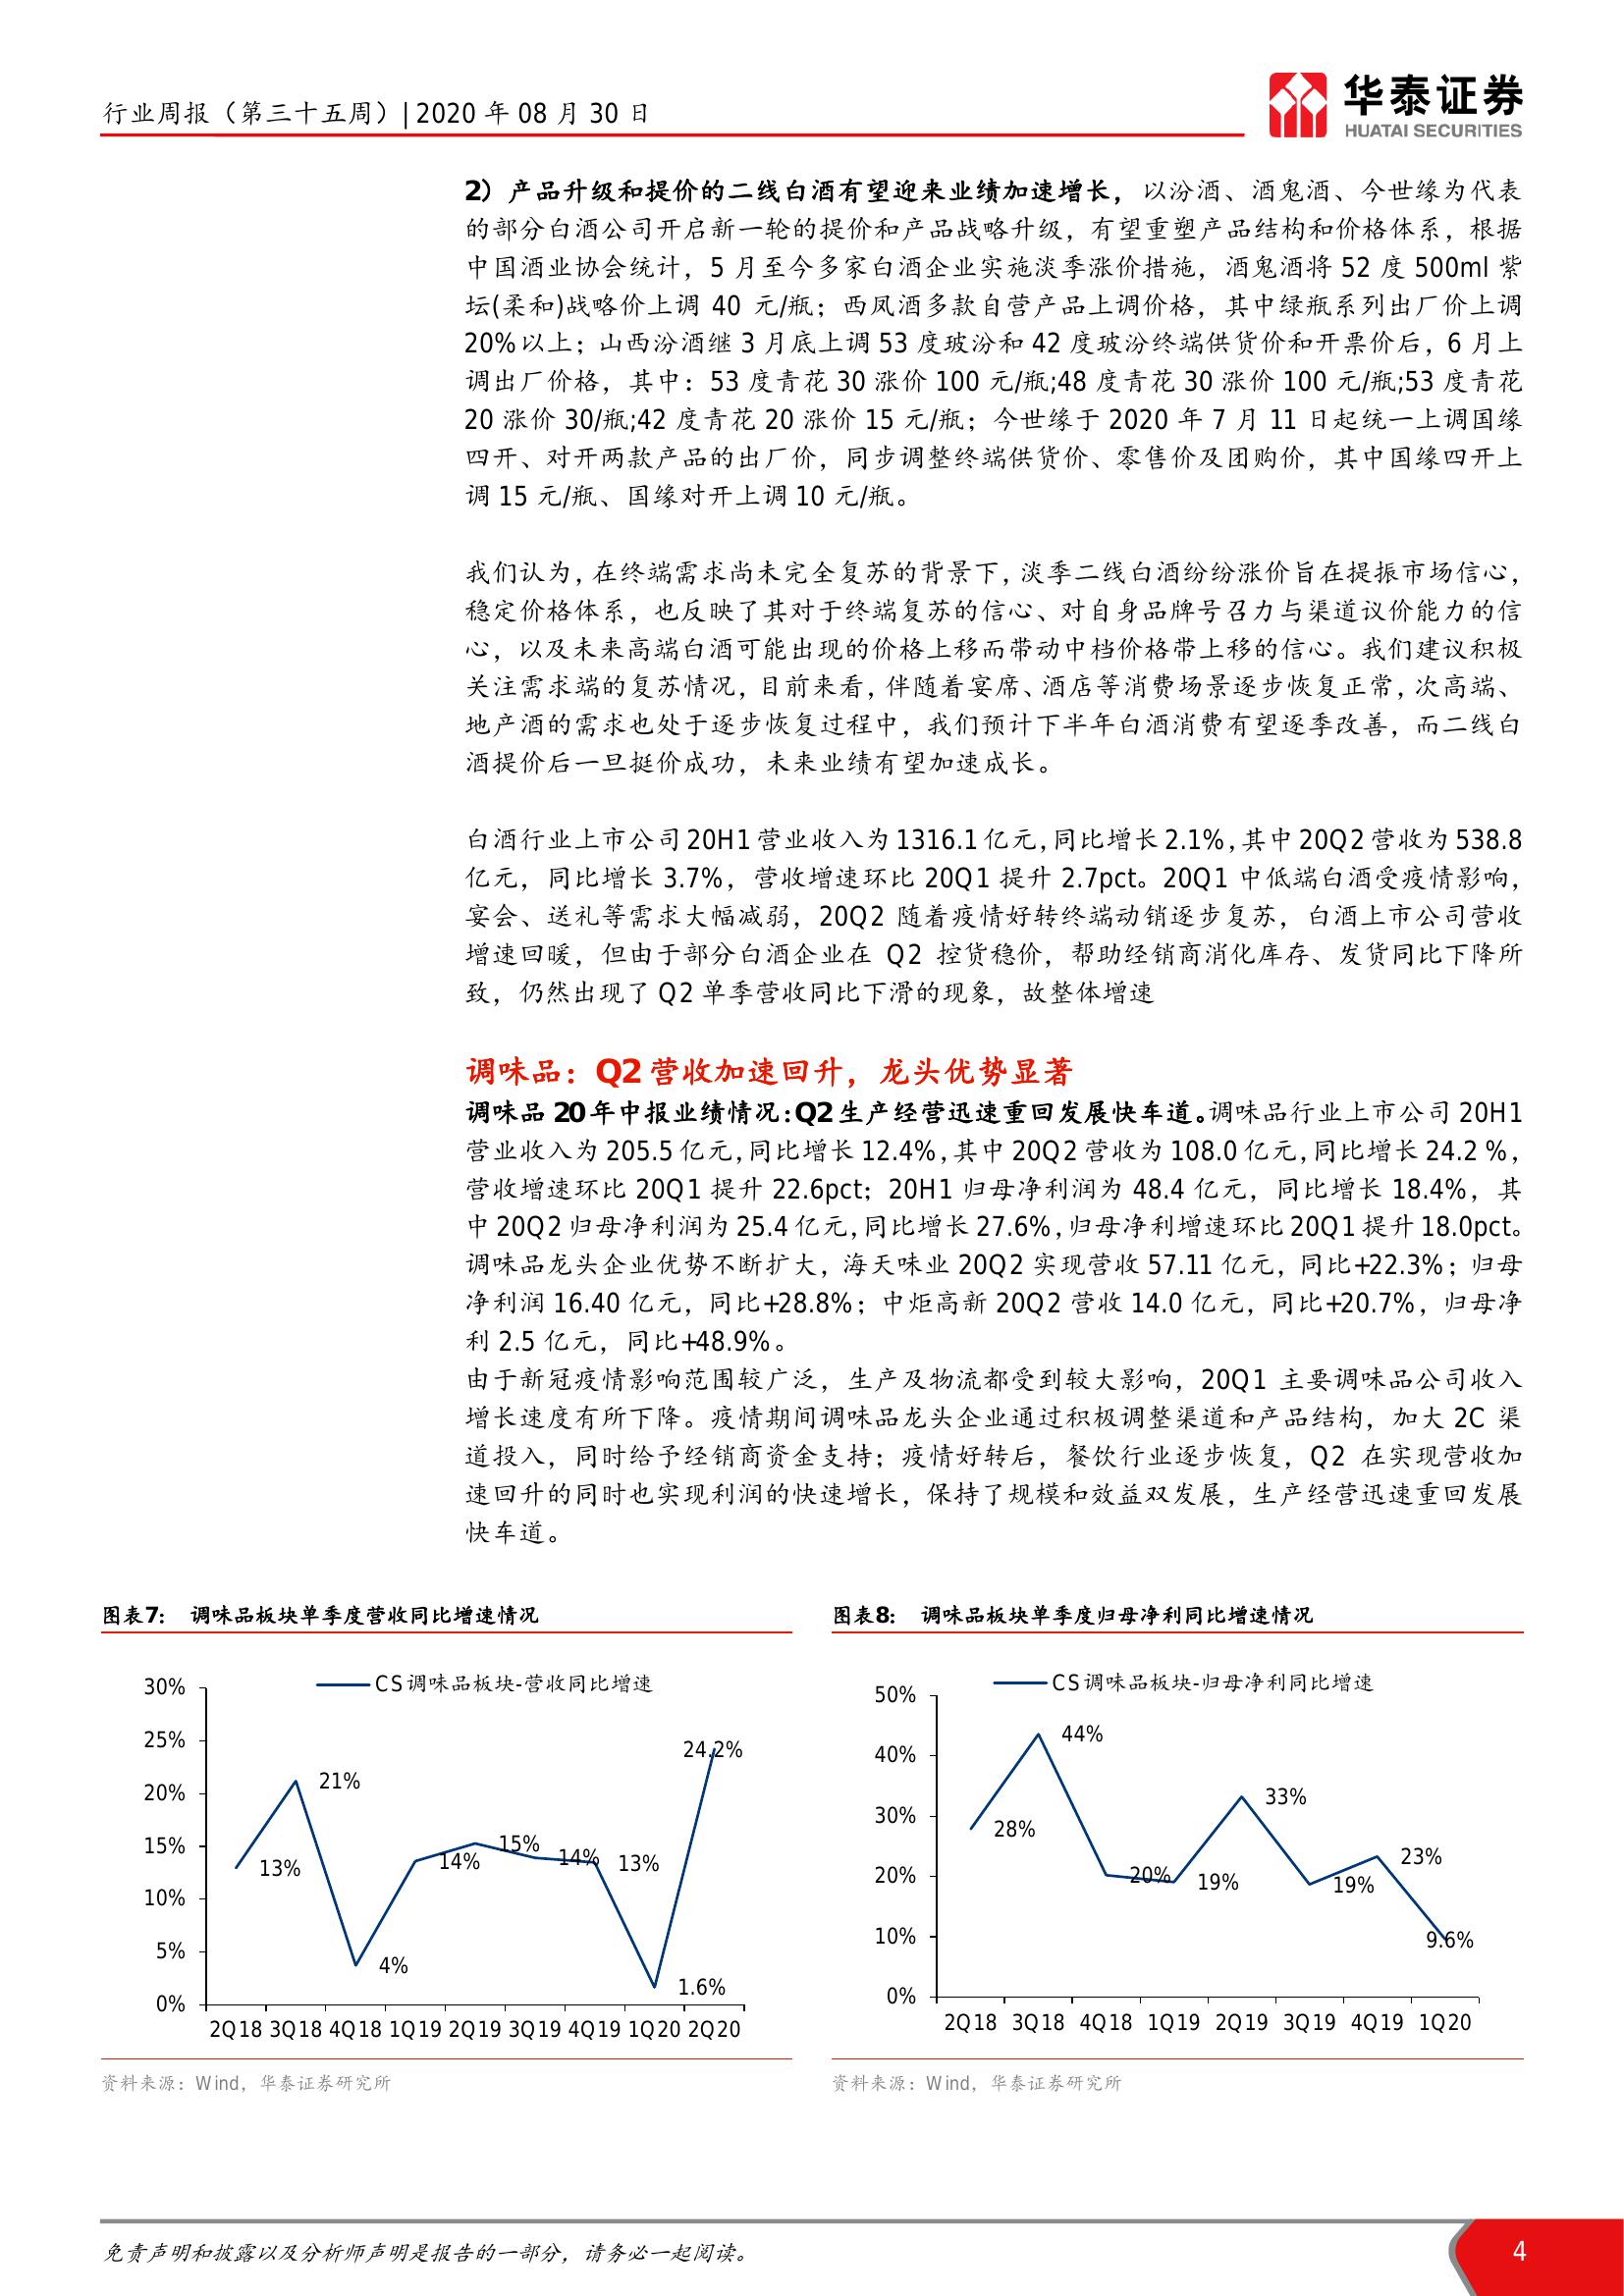 行业周报（第三十五周）|2020 年 08 月 30 日
华泰证券
HUATAI SECURITIES
2）产品升级和提价的二线白酒有望迎来业绩加速增长，以汾酒、酒鬼酒、今世缘为代表
的部分白酒公司开启新一轮的提价和产品战略升级，有望重塑产品结构和价格体系，根据
中国酒业协会统计，5 月至今多家白酒企业实施淡季涨价措施，酒鬼酒将 52 度 500ml 紫
坛(柔和)战略价上调 40 元/瓶；西凤酒多款自营产品上调价格，其中绿瓶系列出厂价上调
20%以上；山西汾酒继 3 月底上调 53 度玻汾和 42 度玻汾终端供货价和开票价后，6 月上
调出厂价格，其中：53 度青花 30 涨价 100 元/瓶;48 度青花 30 涨价 100 元/瓶;53 度青花
20 涨价 30/瓶;42 度青花 20 涨价 15 元/瓶；今世缘于 2020 年 7 月 11 日起统一上调国缘
四开、对开两款产品的出厂价，同步调整终端供货价、零售价及团购价，其中国缘四开上
调 15 元/瓶、国缘对开上调 10 元/瓶。
我们认为，在终端需求尚未完全复苏的背景下，淡季二线白酒纷纷涨价旨在提振市场信心，
稳定价格体系，也反映了其对于终端复苏的信心、对自身品牌号召力与渠道议价能力的信
心，以及未来高端白酒可能出现的价格上移而带动中档价格带上移的信心。我们建议积极
关注需求端的复苏情况，目前来看，伴随着宴席、酒店等消费场景逐步恢复正常，次高端、
地产酒的需求也处于逐步恢复过程中，我们预计下半年白酒消费有望逐季改善，而二线白
酒提价后一旦挺价成功，未来业绩有望加速成长。
白酒行业上市公司 20H1 营业收入为 1316.1 亿元，同比增长 2.1%，其中 20Q2 营收为 538.8
亿元，同比增长 3.7%，营收增速环比 20Q1 提升 2.7pct。20Q1 中低端白酒受疫情影响，
宴会、送礼等需求大幅减弱，20Q2 随着疫情好转终端动销逐步复苏，白酒上市公司营收
增速回暖，但由于部分白酒企业在 Q2 控货稳价，帮助经销商消化库存、发货同比下降所
致，仍然出现了 Q2 单季营收同比下滑的现象，故整体增速
调味品：Q2 营收加速回升，龙头优势显著
调味品 20 年中报业绩情况：Q2 生产经营迅速重回发展快车道。调味品行业上市公司 20H1
营业收入为 205.5 亿元，同比增长 12.4%，其中 20Q2 营收为 108.0 亿元，同比增长 24.2 %，
营收增速环比 20Q1 提升 22.6pct；20H1 归母净利润为 48.4 亿元，同比增长 18.4%，其
中 20Q2 归母净利润为 25.4 亿元，同比增长 27.6%，归母净利增速环比 20Q1 提升 18.0pct。
调味品龙头企业优势不断扩大，海天味业 20Q2 实现营收 57.11 亿元，同比+22.3%；归母
净利润 16.40 亿元，同比+28.8%；中炬高新 20Q2 营收 14.0 亿元，同比+20.7%，归母净
利 2.5 亿元，同比+48.9%。
由于新冠疫情影响范围较广泛，生产及物流都受到较大影响，20Q1 主要调味品公司收入
增长速度有所下降。疫情期间调味品龙头企业通过积极调整渠道和产品结构，加大 2C 渠
道投入，同时给予经销商资金支持；疫情好转后，餐饮行业逐步恢复，Q2 在实现营收加
速回升的同时也实现利润的快速增长，保持了规模和效益双发展，生产经营迅速重回发展
快车道。
图表7： 调味品板块单季度营收同比增速情况
CS调味品板块-营收同比增速
30%
25%
20%
15%
10%
5%
0%
13%
21%
4%
14%
15%
14%
13%
1.6%
24.2%
2Q18 3Q18 4Q18 1Q19 2Q19 3Q19 4Q19 1Q20 2Q20
资料来源：Wind，华泰证券研究所
图表8： 调味品板块单季度归母净利同比增速情况
CS调味品板块-归母净利同比增速
50%
40%
30%
20%
10%
0%
28%
44%
20%
19%
33%
19%
23%
9.6%
2Q18 3Q18 4Q18 1Q19 2Q19 3Q19 4Q19 1Q20
资料来源：Wind，华泰证券研究所
免责声明和披露以及分析师声明是报告的一部分，请务必一起阅读。
4